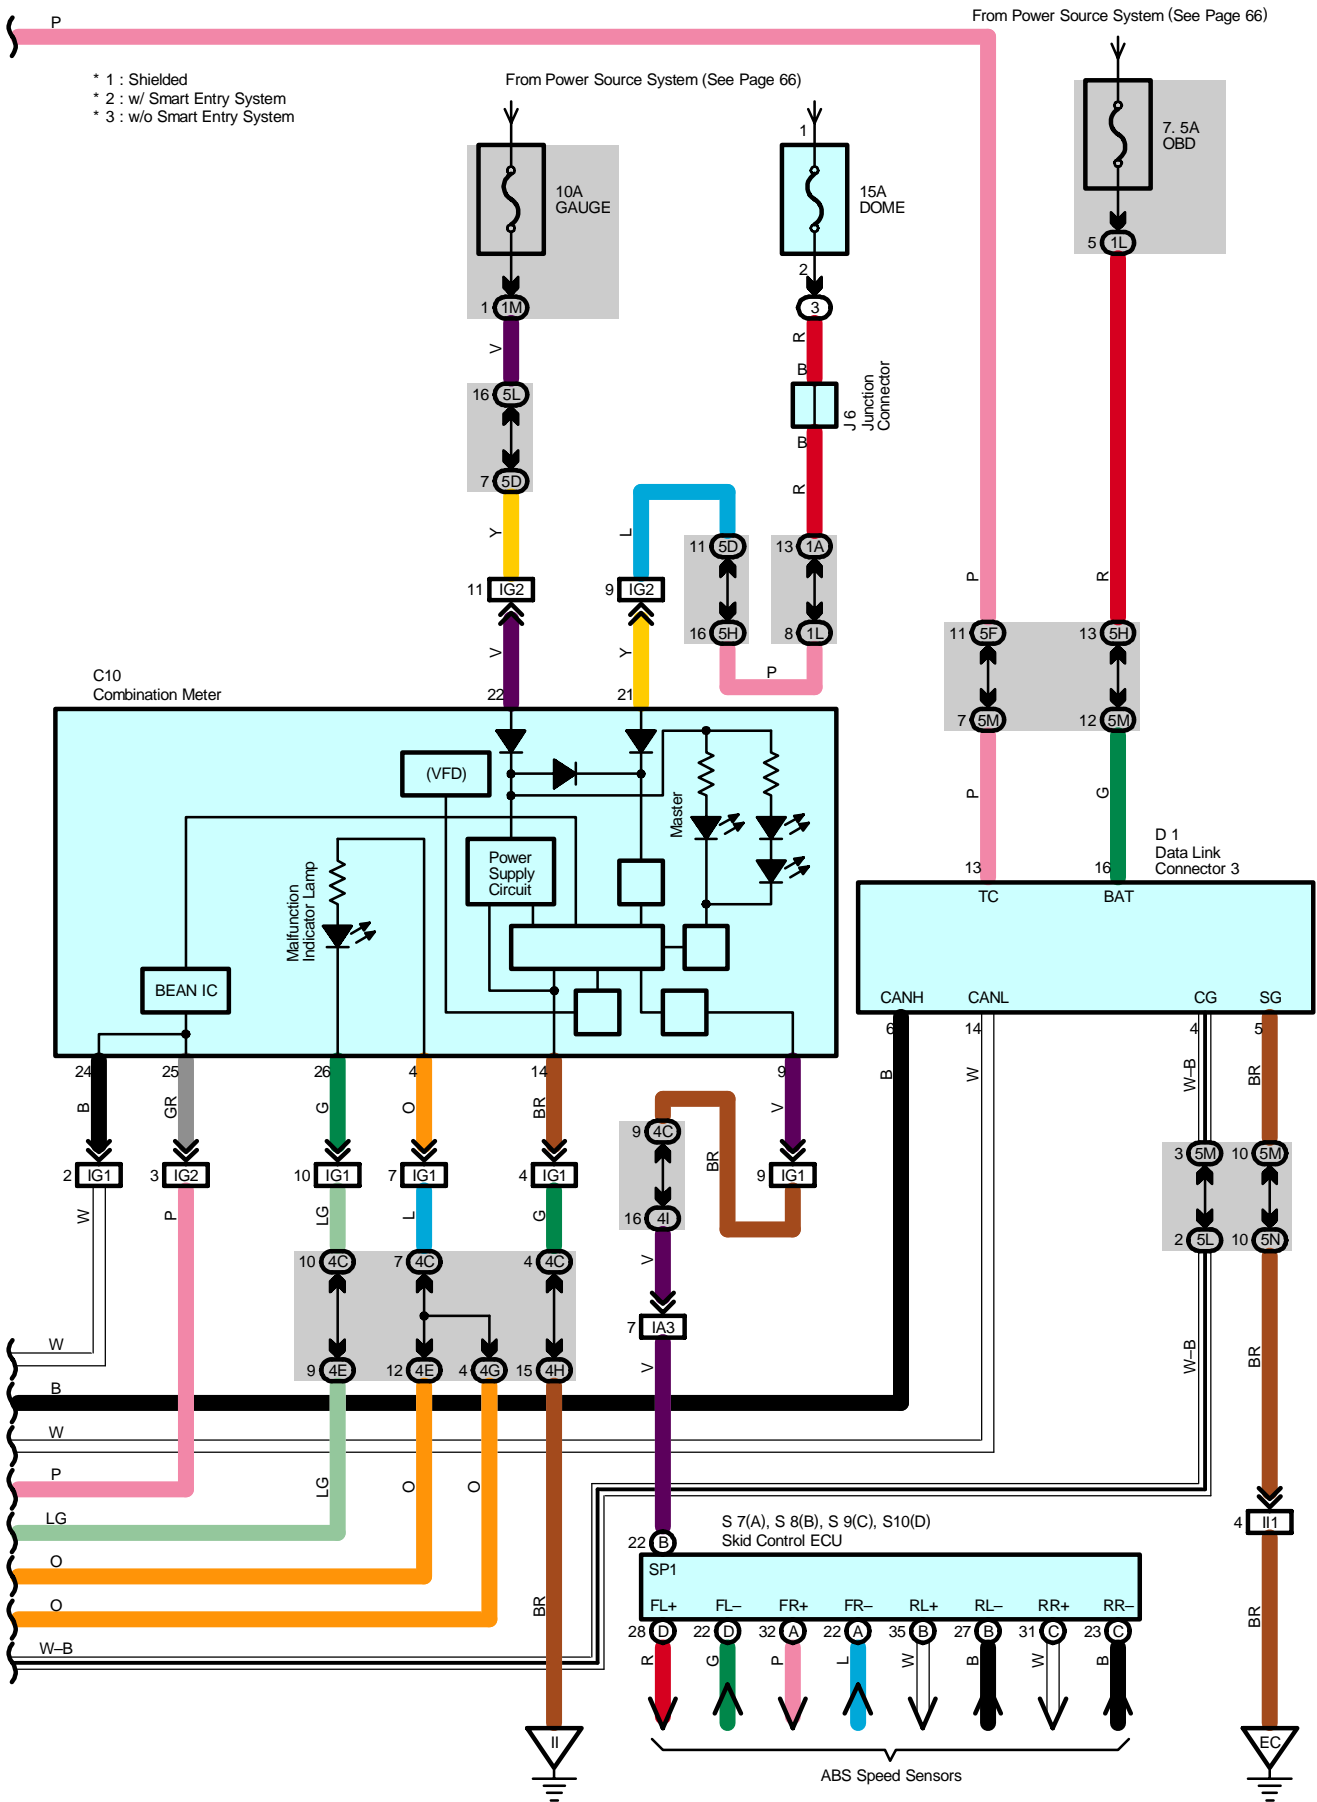 P
From Power Source System (See Page 66)
* 1 : Shielded
* 2 : w/ Smart Entry System
* 3 : w/o Smart Entry System
From Power Source System (See Page 66)
1
7. 5A
OBD
10A
GAUGE
15A
DOME
5 1L
2
1 1M
3
V
R
B
J 6
Junction
Connector
16 5L
B
7 5D
R
Y
L
11 5D
13 1A
P
R
11 IG2
9 IG2
16 5H
8 1L
11 5F
13 5H
V
Y
P
C10
Combination Meter
22
21
7 5M
12 5M
(VFD)
Master
P
G
Power
Supply
Circuit
Malfunction
Indicator Lamp
D 1
Data Link
Connector 3
13
16
TC
BAT
BEAN IC
CANH
CANL
CG
SG
6
14
4
5
24
25
26
4
14
9
B
GR
G
O
BR
V
B
W
W–B
BR
9 4C
BR
3 5M
10 5M
2 IG1
3 IG2
10 IG1
7 IG1
4 IG1
9 IG1
W
P
LG
L
G
16 4I
2 5L
10 5N
10 4C
7 4C
4 4C
V
7 IA3
W
9 4E
12 4E
4 4G
15 4H
V
W–B
BR
B
W
P
LG
O
O
LG
S 7(A), S 8(B), S 9(C), S10(D)
Skid Control ECU
4 II1
22 B
SP1
O
FL+
FL–
FR+
FR–
RL+
RL–
RR+
RR–
O
BR
BR
28 D
22 D
32 A
22 A
35 B
27 B
31 C
23 C
W–B
R
G
P
L
W
B
W
B
II
EC
ABS Speed Sensors